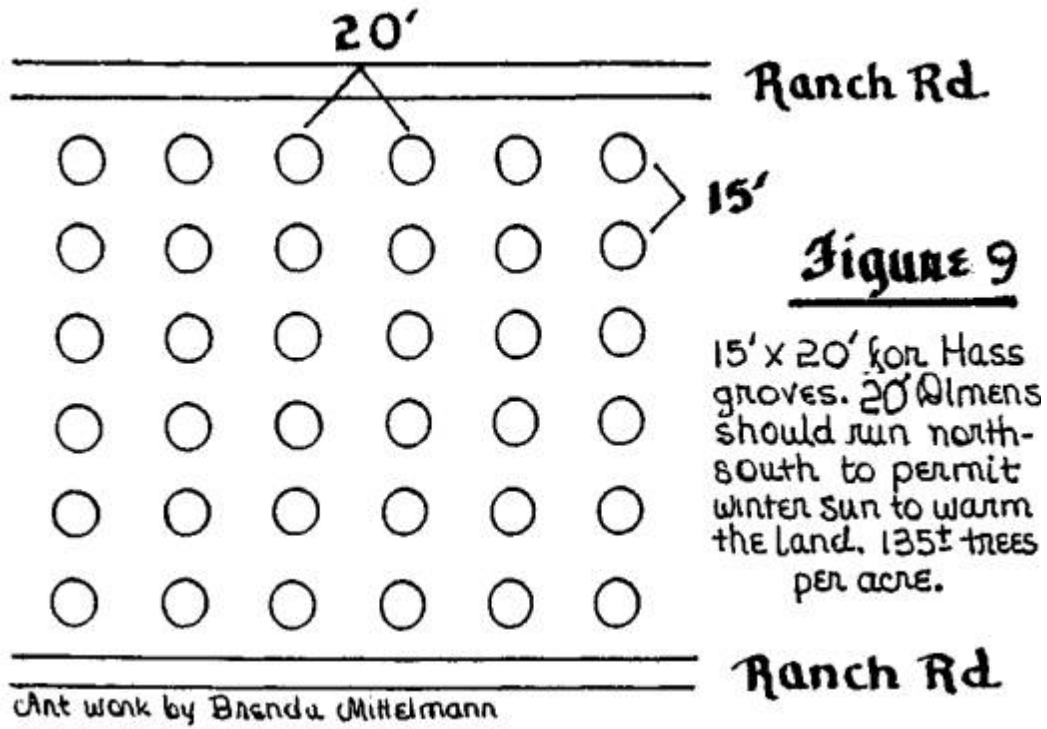 20'
Ranch Rd.
15'
Figure 9
15' x 20' for Hass
groves. 20'
should run north-
south to permit
winter sun to warm
the land. 135± trees
per acre.
Ranch Rd.
Art work by Brenda Mittelmann